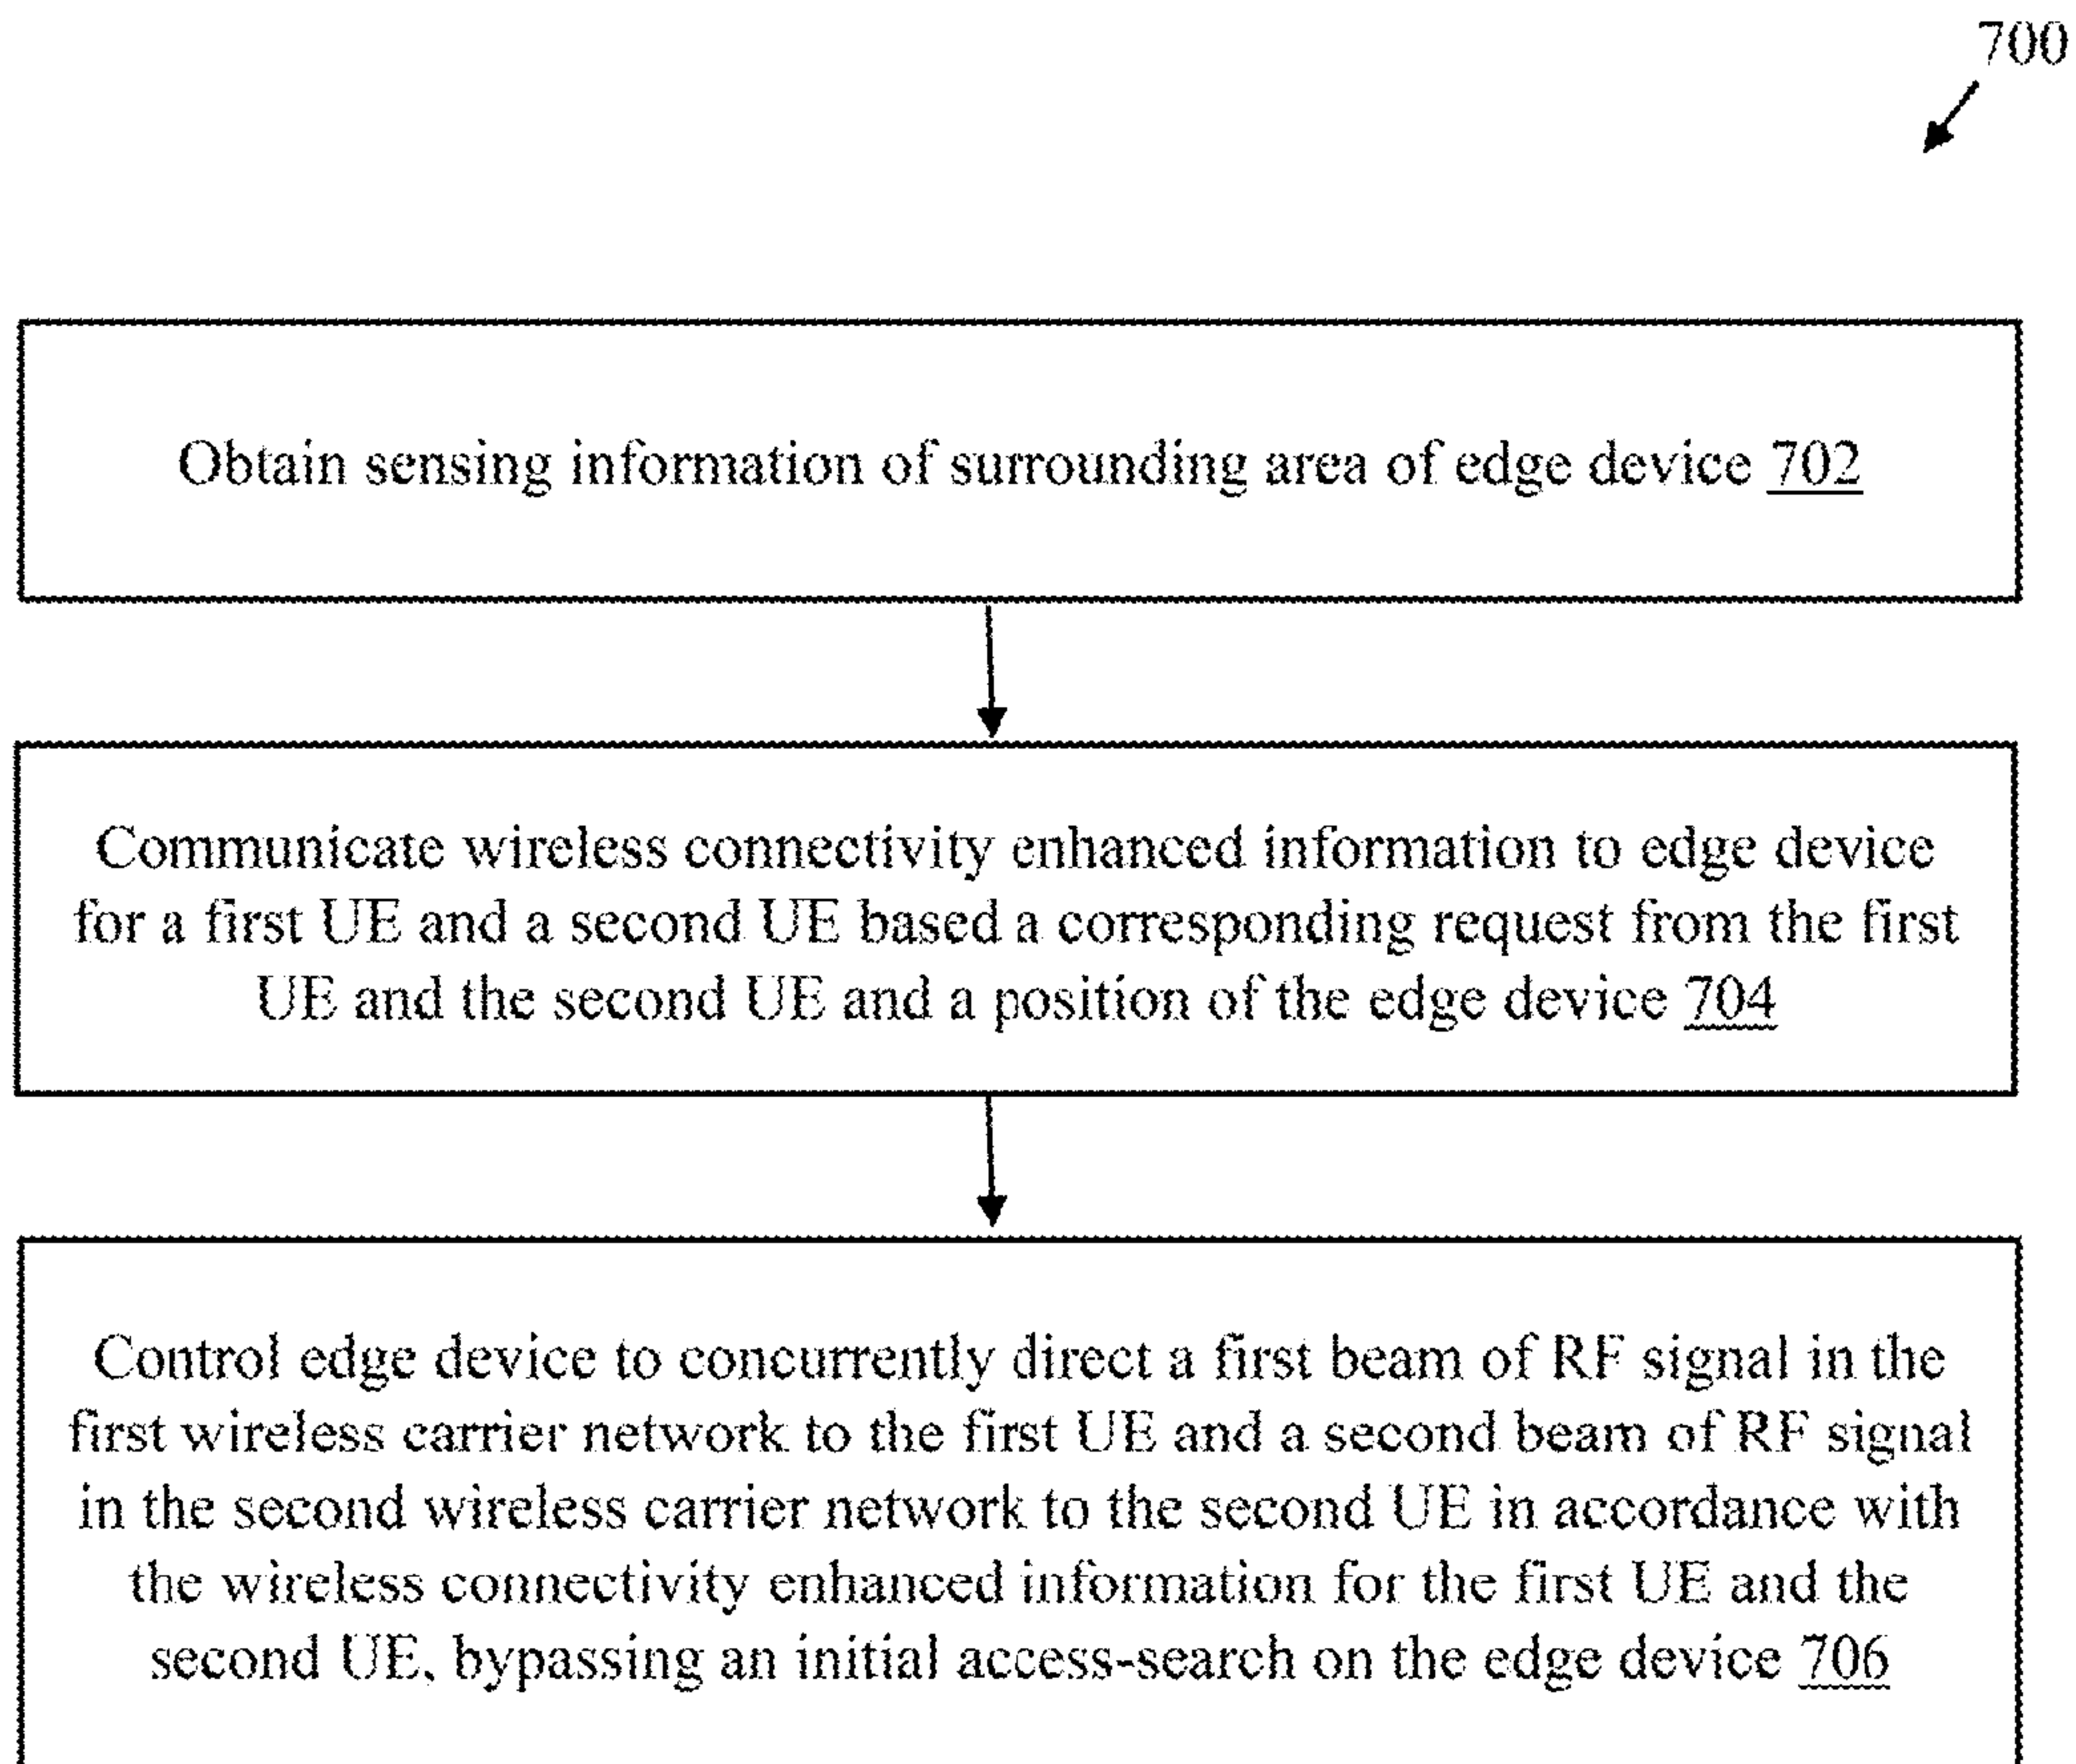 700
Obtain sensing information of surrounding area of edge device 702
Communicate wireless connectivity enhanced information to edge device
for a first UE and a second UE based a corresponding request from the first
UE and the second UE and a position of the edge device 704
Control edge device to concurrently direct a first beam of RF signal in the
first wireless carrier network to the first UE and a second beam of RF signal
in the second wireless carrier network to the second UE in accordance with
the wireless connectivity enhanced information for the first UE and the
second UE, bypassing an initial access-search on the edge device 706